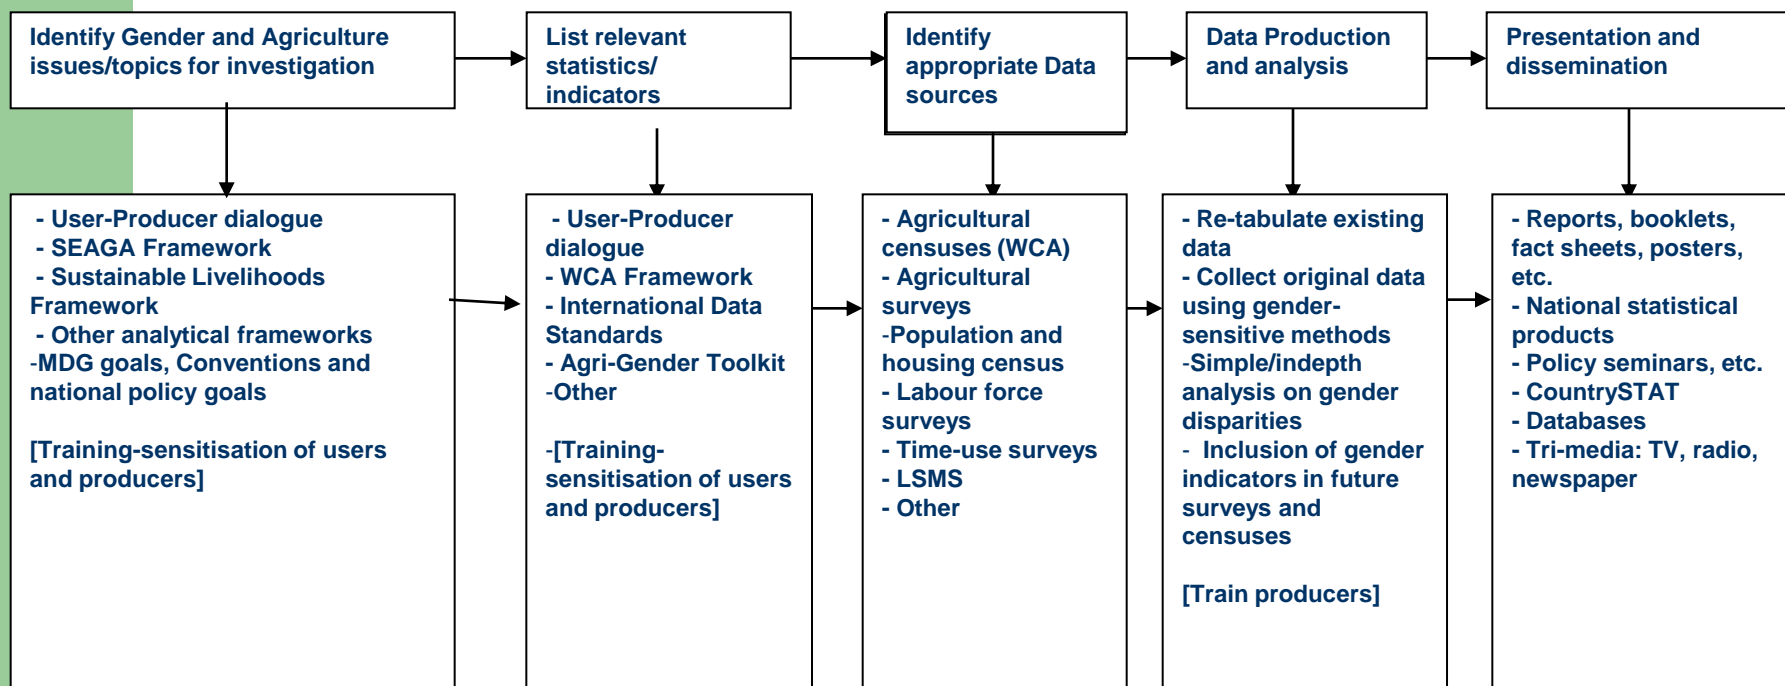 Identify Gender and Agriculture
issues/topics for investigation
List relevant
statistics/
indicators
Identify
appropriate Data
sources
Data Production
and analysis
Presentation and
dissemination
- User-Producer dialogue
- SEAGA Framework
- Sustainable Livelihoods
Framework
- Other analytical frameworks
-MDG goals, Conventions and
national policy goals
[Training-sensitisation of users
and producers]
- User-Producer
dialogue
- WCA Framework
- International Data
Standards
- Agri-Gender Toolkit
-Other
-[Training-
sensitisation of users
and producers]
- Agricultural
censuses (WCA)
- Agricultural
surveys
-Population and
housing census
- Labour force
surveys
- Time-use surveys
- LSMS
- Other
- Re-tabulate existing
data
- Collect original data
using gender-
sensitive methods
-Simple/indepth
analysis on gender
disparities
- Inclusion of gender
indicators in future
surveys and
censuses
[Train producers]
- Reports, booklets,
fact sheets, posters,
etc.
- National statistical
products
- Policy seminars, etc.
- CountrySTAT
- Databases
- Tri-media: TV, radio,
newspaper